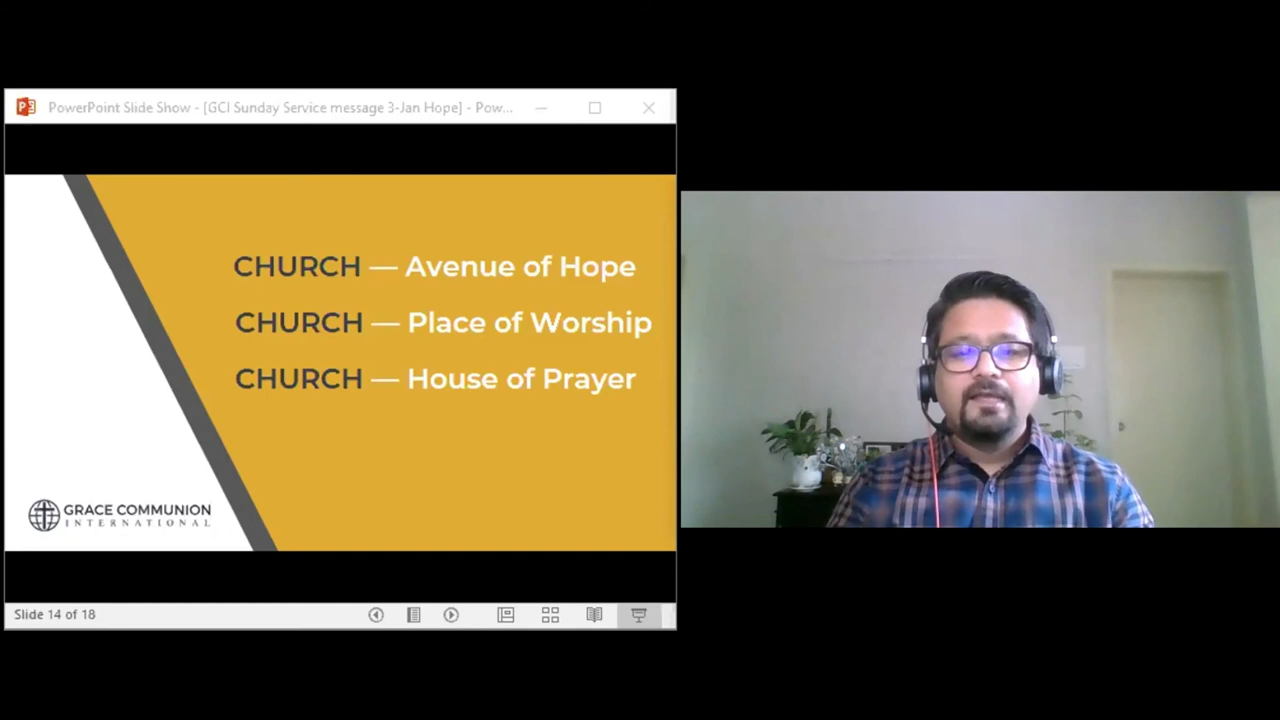 PowerPoint Slide Show - [GCI Sunday Service message 3-Jan Hope] - Pow...
CHURCH — Avenue of Hope
CHURCH — Place of Worship
CHURCH — House of Prayer
GRACE COMMUNION
INTERNATIONAL
Slide 14 of 18